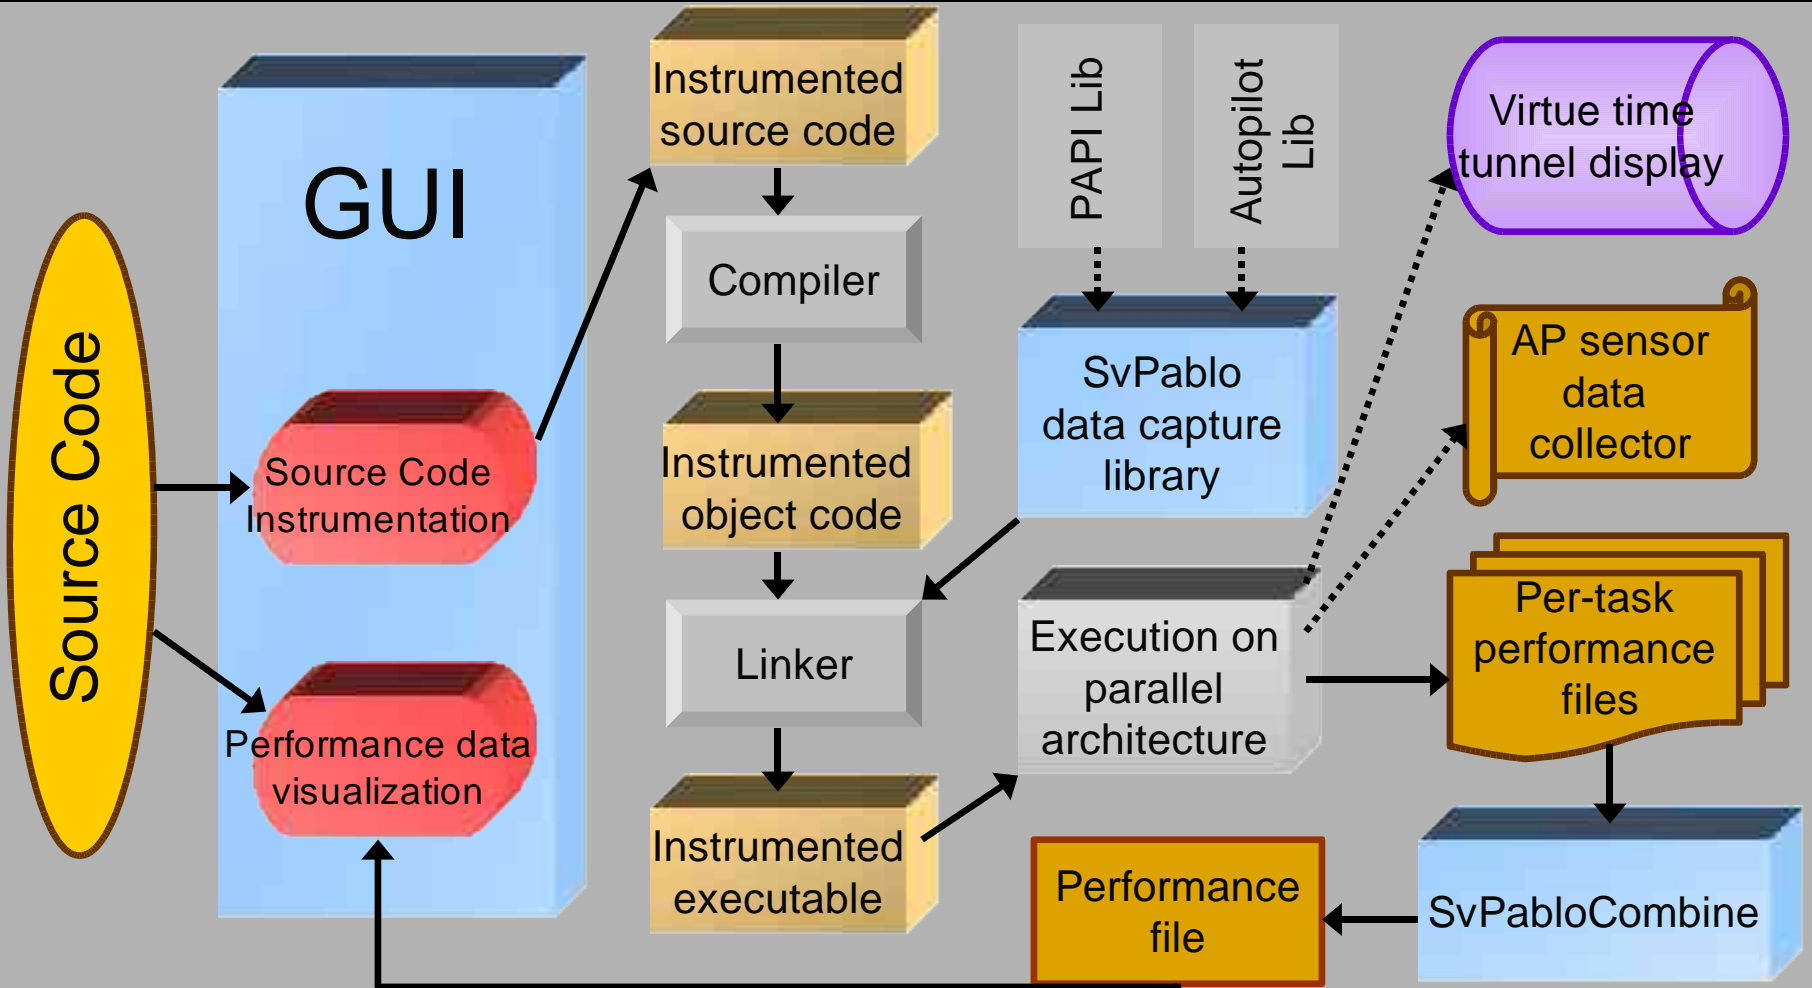 Source Code
GUI
Source Code
Instrumentation
Performance data
visualization
Instrumented
source code
Compiler
Instrumented
object code
Linker
Instrumented
executable
PAPI Lib
Autopilot
Lib
SvPablo
data capture
library
Execution on
parallel
architecture
Virtue time
tunnel display
AP sensor
data
collector
Per-task
performance
files
SvPabloCombine
Performance
file